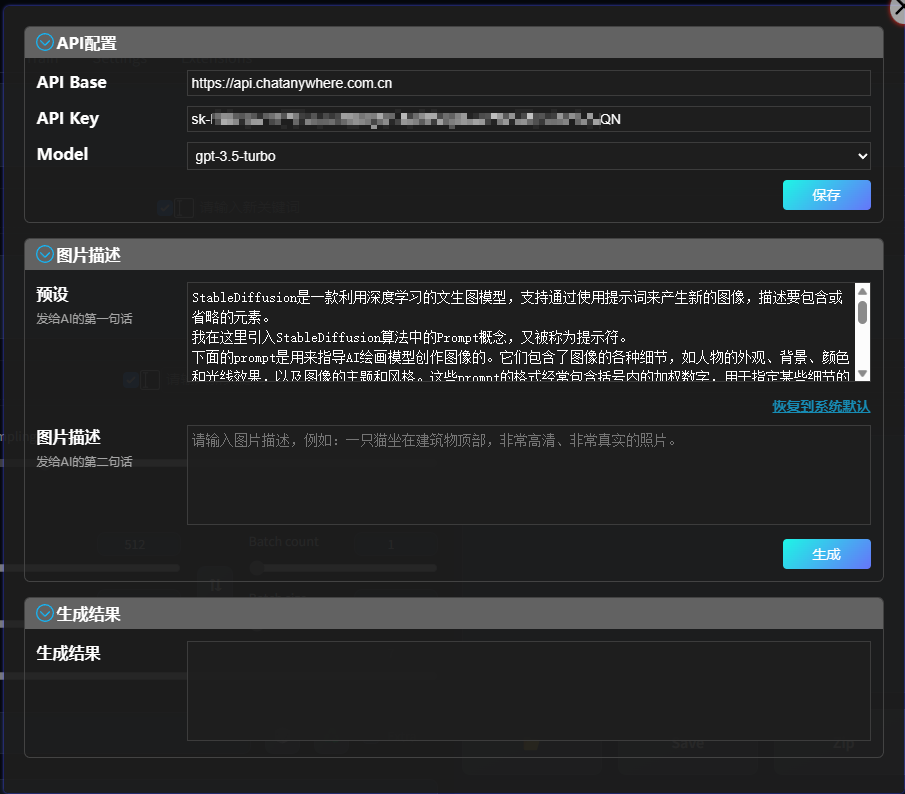 API配置
API Base
https://api.chatanywhere.com.cn
API Key
sk-
QN
Model
gpt-3.5-turbo
保存
图片描述
预设
发给AI的第一句话
StableDiffusion是一款利用深度学习的文生图模型，支持通过使用提示词来产生新的图像，描述要包含或
省略的元素。
我在这里引入StableDiffusion算法中的Prompt概念，又被称为提示符。
下面的prompt是用来指导AI绘画模型创作图像的。它们包含了图像的各种细节，如人物的外观、背景、颜色
和光线效果，以及图像的主题和风格。这些prompt的格式经常包含括号内的加权数字，用于指定某些细节的
恢复到系统默认
图片描述
发给AI的第二句话
请输入图片描述，例如：一只猫坐在建筑物顶部，非常高清、非常真实的照片。
512
Batch count
1
生成
生成结果
生成结果
Save
Zip